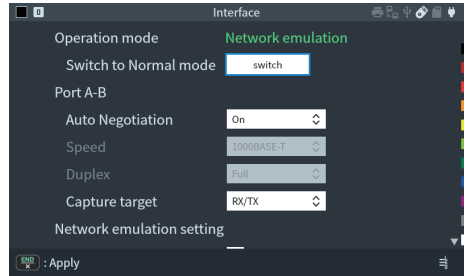 0 Interface
Operation mode Network emulation
Switch to Normal mode switch
Port A-B
Auto Negotiation On
Speed 1000BASE-T
Duplex Full
Capture target RX/TX
Network emulation setting
END × : Apply